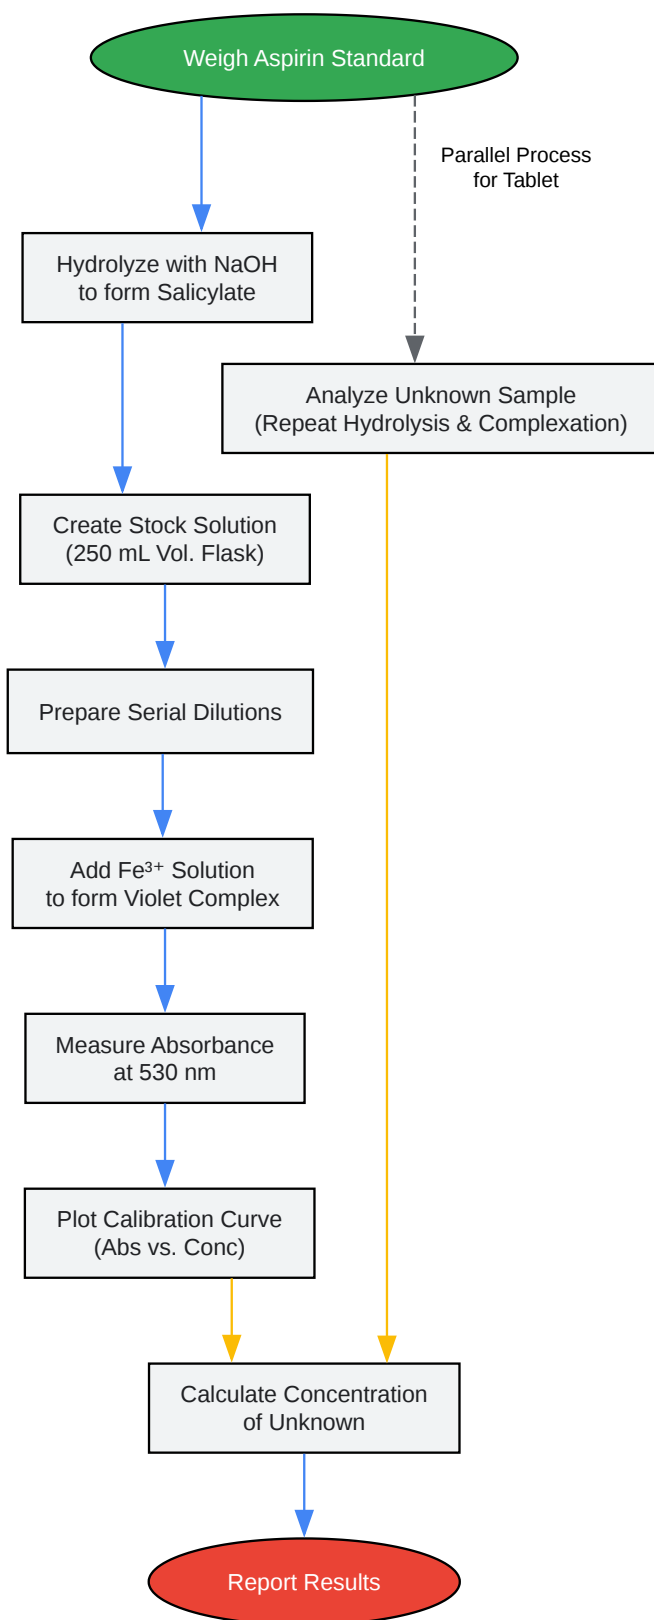 Weigh Aspirin Standard
Parallel Process
for Tablet
Hydrolyze with NaOH
to form Salicylate
Analyze Unknown Sample
(Repeat Hydrolysis & Complexation)
Create Stock Solution
(250 mL Vol. Flask)
Prepare Serial Dilutions
Add Fe³⁺ Solution
to form Violet Complex
Measure Absorbance
at 530 nm
Plot Calibration Curve
(Abs vs. Conc)
Calculate Concentration
of Unknown
Report Results